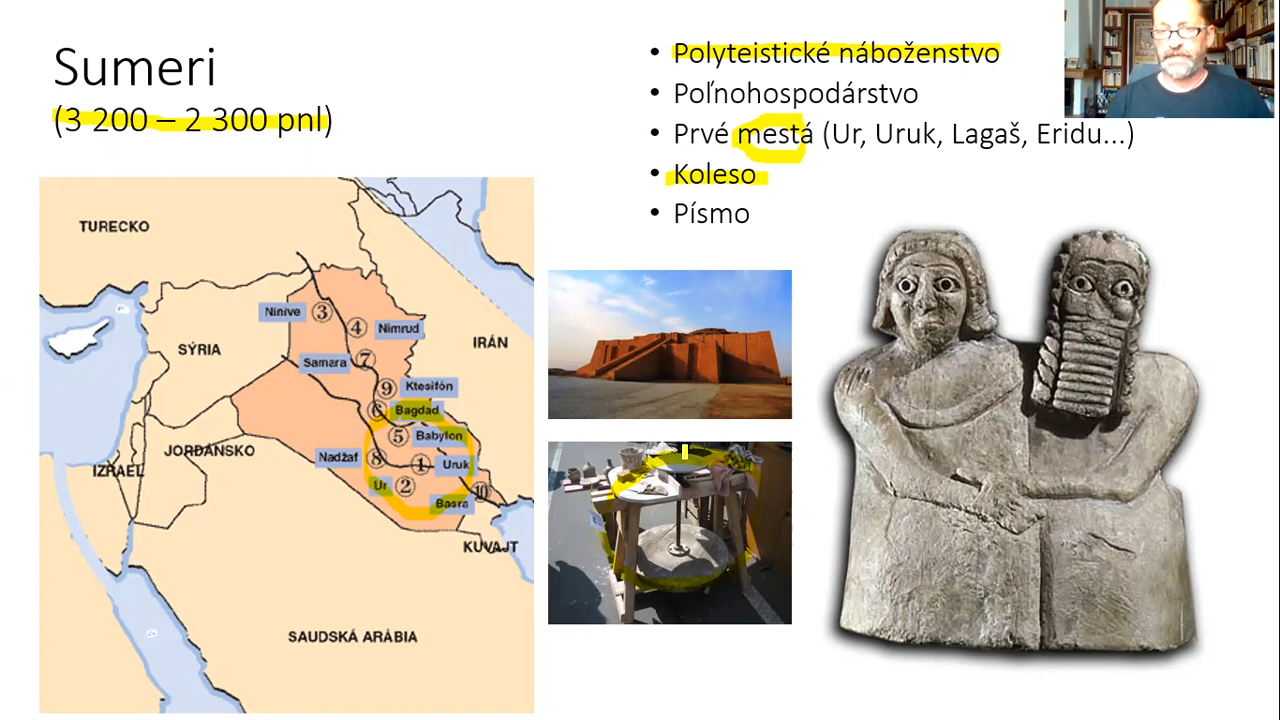 Sumeri
(3 200 – 2 300 pnl)
• Polyteistické náboženstvo
• Poľnohospodárstvo
• Prvé mestá (Ur, Uruk, Lagaš, Eridu...)
• Koleso
• Písmo
TURECKO
SÝRIA
IRÁN
IZRAEL
JORDÁNSKO
KUVAJT
SAUDSKÁ ARÁBIA
Ninive 3
4 Nimrud
Samara 7
9 Ktesifón
6 Bagdad
5 Babylon
Nadžaf 8
1 Uruk
Ur 2
Basra 10